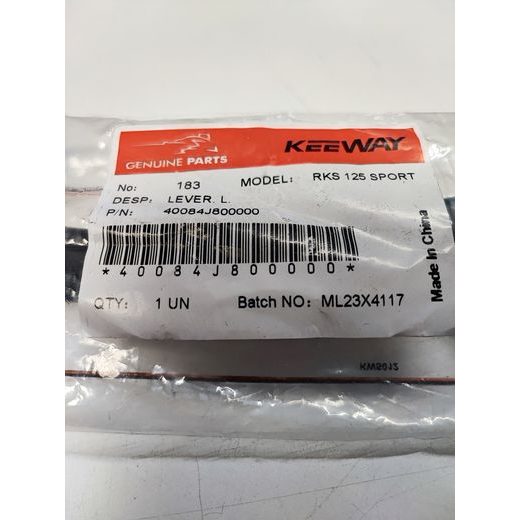 GENUINE PARTS
KEEWAY
No: 183 MODEL: RKS 125 SPORT
DESP: LEVER. L.
P/N: 40084J800000
*40084J800000*
QTY: 1 UN Batch NO: ML23X4117
Made In China